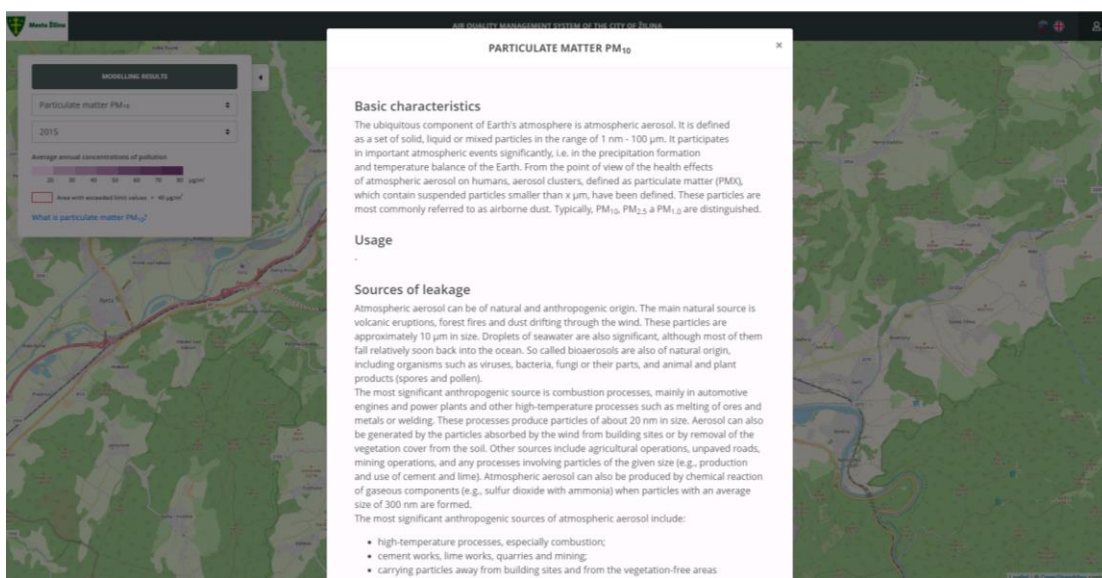 Mesto Žilina
AIR QUALITY MANAGEMENT SYSTEM OF THE CITY OF ŽILINA
MODELLING RESULTS
Particulate matter PM₁₀
2015
Average annual concentrations of pollution
20 30 40 50 60 70 80 µg/m³
Area with exceeded limit values > 40 µg/m³
What is particulate matter PM₁₀?
PARTICULATE MATTER PM₁₀
×
Basic characteristics
The ubiquitous component of Earth's atmosphere is atmospheric aerosol. It is defined
as a set of solid, liquid or mixed particles in the range of 1 nm - 100 µm. It participates
in important atmospheric events significantly, i.e. in the precipitation formation
and temperature balance of the Earth. From the point of view of the health effects
of atmospheric aerosol on humans, aerosol clusters, defined as particulate matter (PMX),
which contain suspended particles smaller than x µm, have been defined. These particles are
most commonly referred to as airborne dust. Typically, PM₁₀, PM₂.₅ a PM₁.₀ are distinguished.
Usage
-
Sources of leakage
Atmospheric aerosol can be of natural and anthropogenic origin. The main natural source is
volcanic eruptions, forest fires and dust drifting through the wind. These particles are
approximately 10 µm in size. Droplets of seawater are also significant, although most of them
fall relatively soon back into the ocean. So called bioaerosols are also of natural origin,
including organisms such as viruses, bacteria, fungi or their parts, and animal and plant
products (spores and pollen).
The most significant anthropogenic source is combustion processes, mainly in automotive
engines and power plants and other high-temperature processes such as melting of ores and
metals or welding. These processes produce particles of about 20 nm in size. Aerosol can also
be generated by the particles absorbed by the wind from building sites or by removal of the
vegetation cover from the soil. Other sources include agricultural operations, unpaved roads,
mining operations, and any processes involving particles of the given size (e.g., production
and use of cement and lime). Atmospheric aerosol can also be produced by chemical reaction
of gaseous components (e.g., sulfur dioxide with ammonia) when particles with an average
size of 300 nm are formed.
The most significant anthropogenic sources of atmospheric aerosol include:
• high-temperature processes, especially combustion;
• cement works, lime works, quarries and mining;
• carrying particles away from building sites and from the vegetation-free areas
Bytča